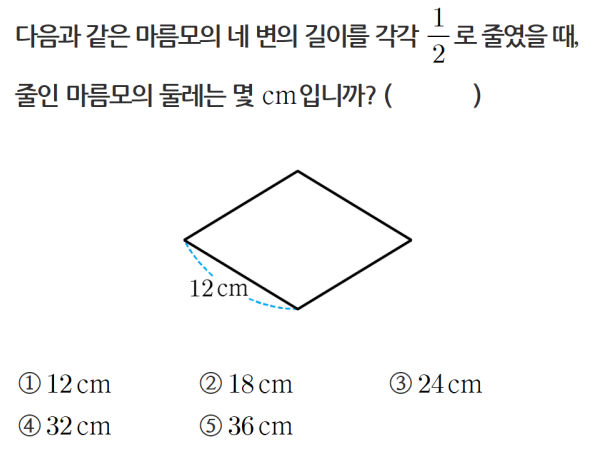 다음과 같은 마름모의 네 변의 길이를 각각 1/2 로 줄였을 때,
줄인 마름모의 둘레는 몇 cm입니까? (          )
12 cm
① 12 cm ② 18 cm ③ 24 cm
④ 32 cm ⑤ 36 cm